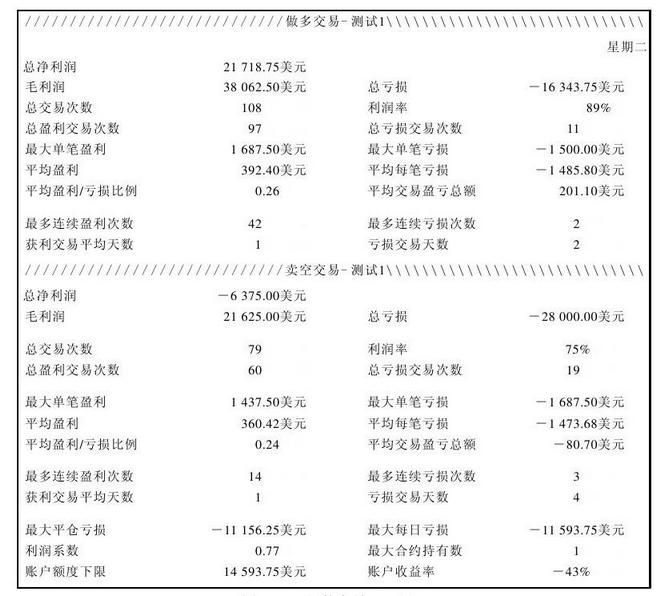 ////////////////////////////做多交易-测试1\\\\\\\\\\\\\\\\\\\\\\\\\\\\
星期二
总净利润 21 718.75美元
毛利润 38 062.50美元 总亏损 －16 343.75美元
总交易次数 108 利润率 89%
总盈利交易次数 97 总亏损交易次数 11
最大单笔盈利 1 687.50美元 最大单笔亏损 －1 500.00美元
平均盈利 392.40美元 平均每笔亏损 －1 485.80美元
平均盈利/亏损比例 0.26 平均交易盈亏总额 201.10美元
最多连续盈利次数 42 最多连续亏损次数 2
获利交易平均天数 1 亏损交易天数 2
////////////////////////////卖空交易-测试1\\\\\\\\\\\\\\\\\\\\\\\\\\\\
总净利润 －6 375.00美元
毛利润 21 625.00美元 总亏损 －28 000.00美元
总交易次数 79 利润率 75%
总盈利交易次数 60 总亏损交易次数 19
最大单笔盈利 1 437.50美元 最大单笔亏损 －1 687.50美元
平均盈利 360.42美元 平均每笔亏损 －1 473.68美元
平均盈利/亏损比例 0.24 平均交易盈亏总额 －80.70美元
最多连续盈利次数 14 最多连续亏损次数 3
获利交易平均天数 1 亏损交易天数 4
最大平仓亏损 －11 156.25美元 最大每日亏损 －11 593.75美元
利润系数 0.77 最大合约持有数 1
账户额度下限 14 593.75美元 账户收益率 －43%